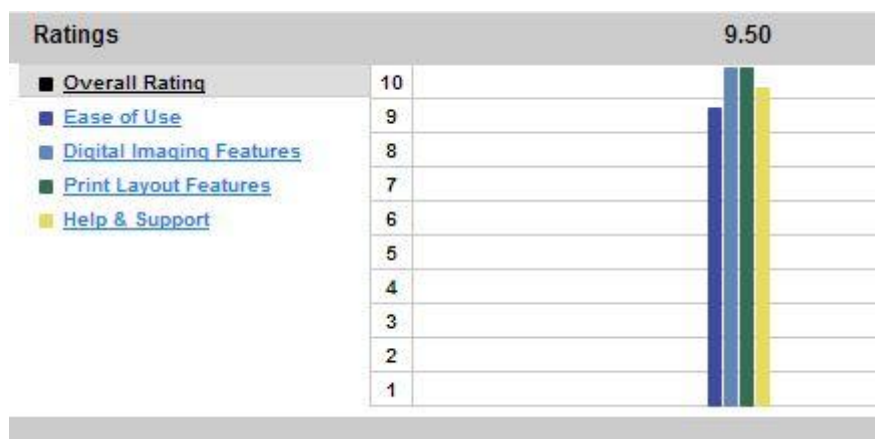 Ratings 9.50
Overall Rating
Ease of Use
Digital Imaging Features
Print Layout Features
Help & Support
10
9
8
7
6
5
4
3
2
1